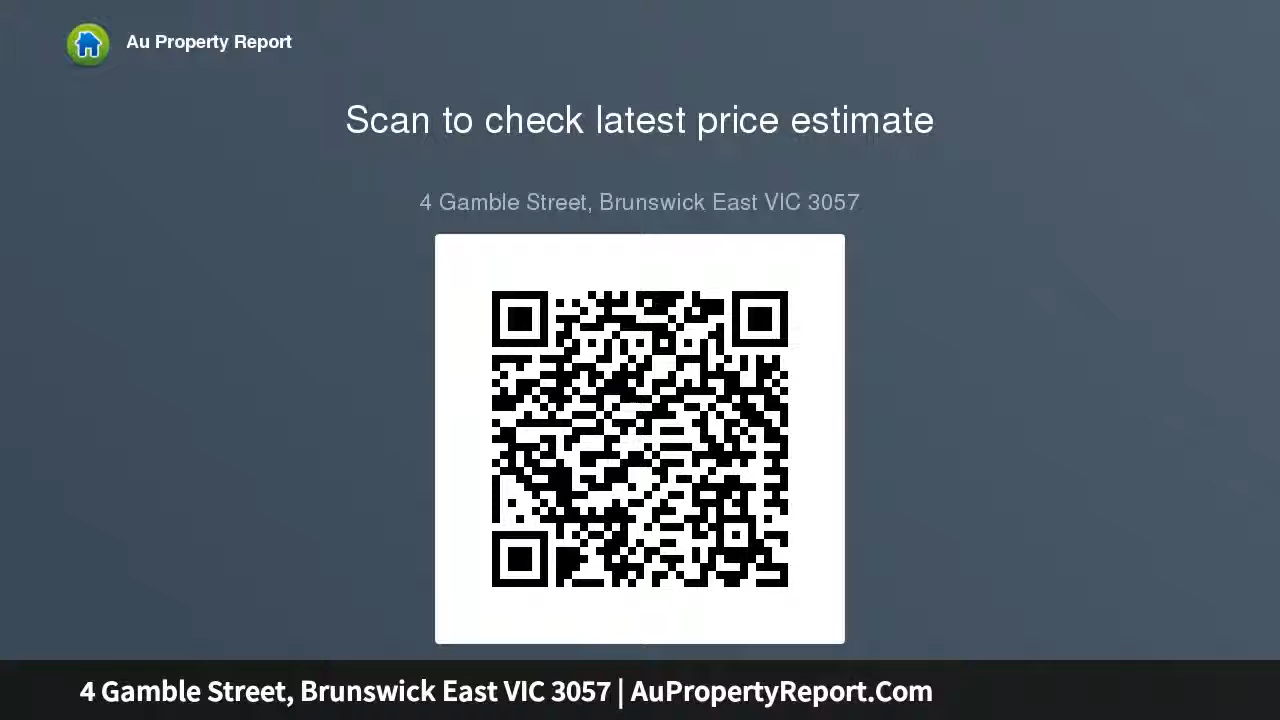 Au Property Report
Scan to check latest price estimate
4 Gamble Street, Brunswick East VIC 3057
4 Gamble Street, Brunswick East VIC 3057 | AuPropertyReport.Com